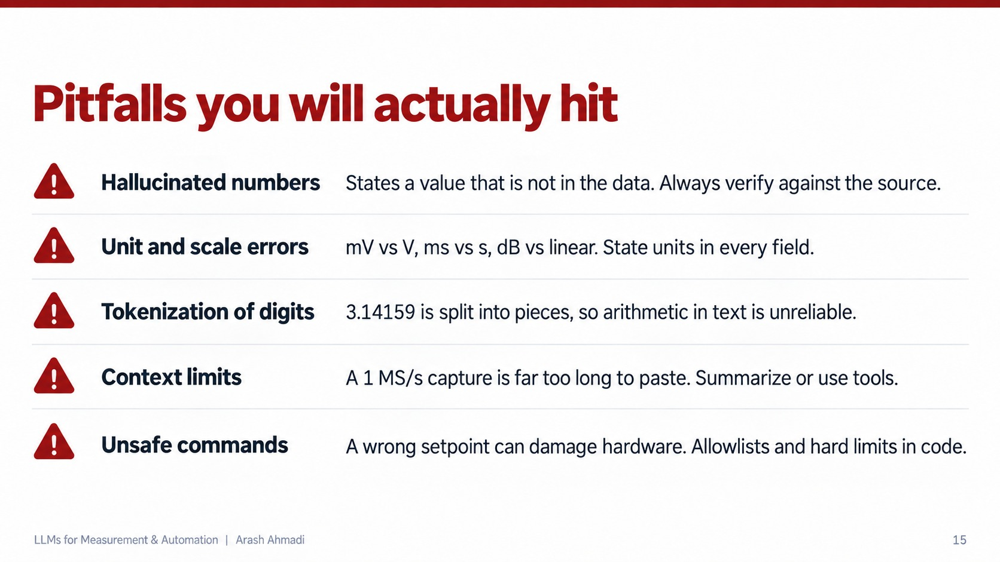 Pitfalls you will actually hit
Hallucinated numbers States a value that is not in the data. Always verify against the source.
Unit and scale errors mV vs V, ms vs s, dB vs linear. State units in every field.
Tokenization of digits 3.14159 is split into pieces, so arithmetic in text is unreliable.
Context limits A 1 MS/s capture is far too long to paste. Summarize or use tools.
Unsafe commands A wrong setpoint can damage hardware. Allowlists and hard limits in code.
LLMs for Measurement & Automation | Arash Ahmadi 15